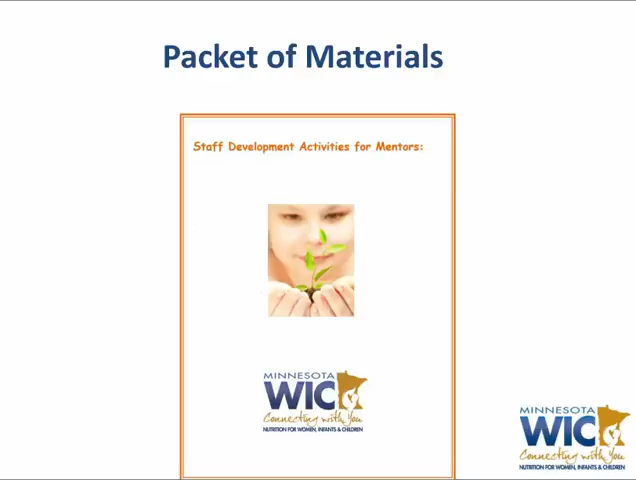 Packet of Materials
Staff Development Activities for Mentors:
MINNESOTA
WIC
Connecting with You
NUTRITION FOR WOMEN, INFANTS & CHILDREN
MINNESOTA
WIC
Connecting with You
NUTRITION FOR WOMEN, INFANTS & CHILDREN